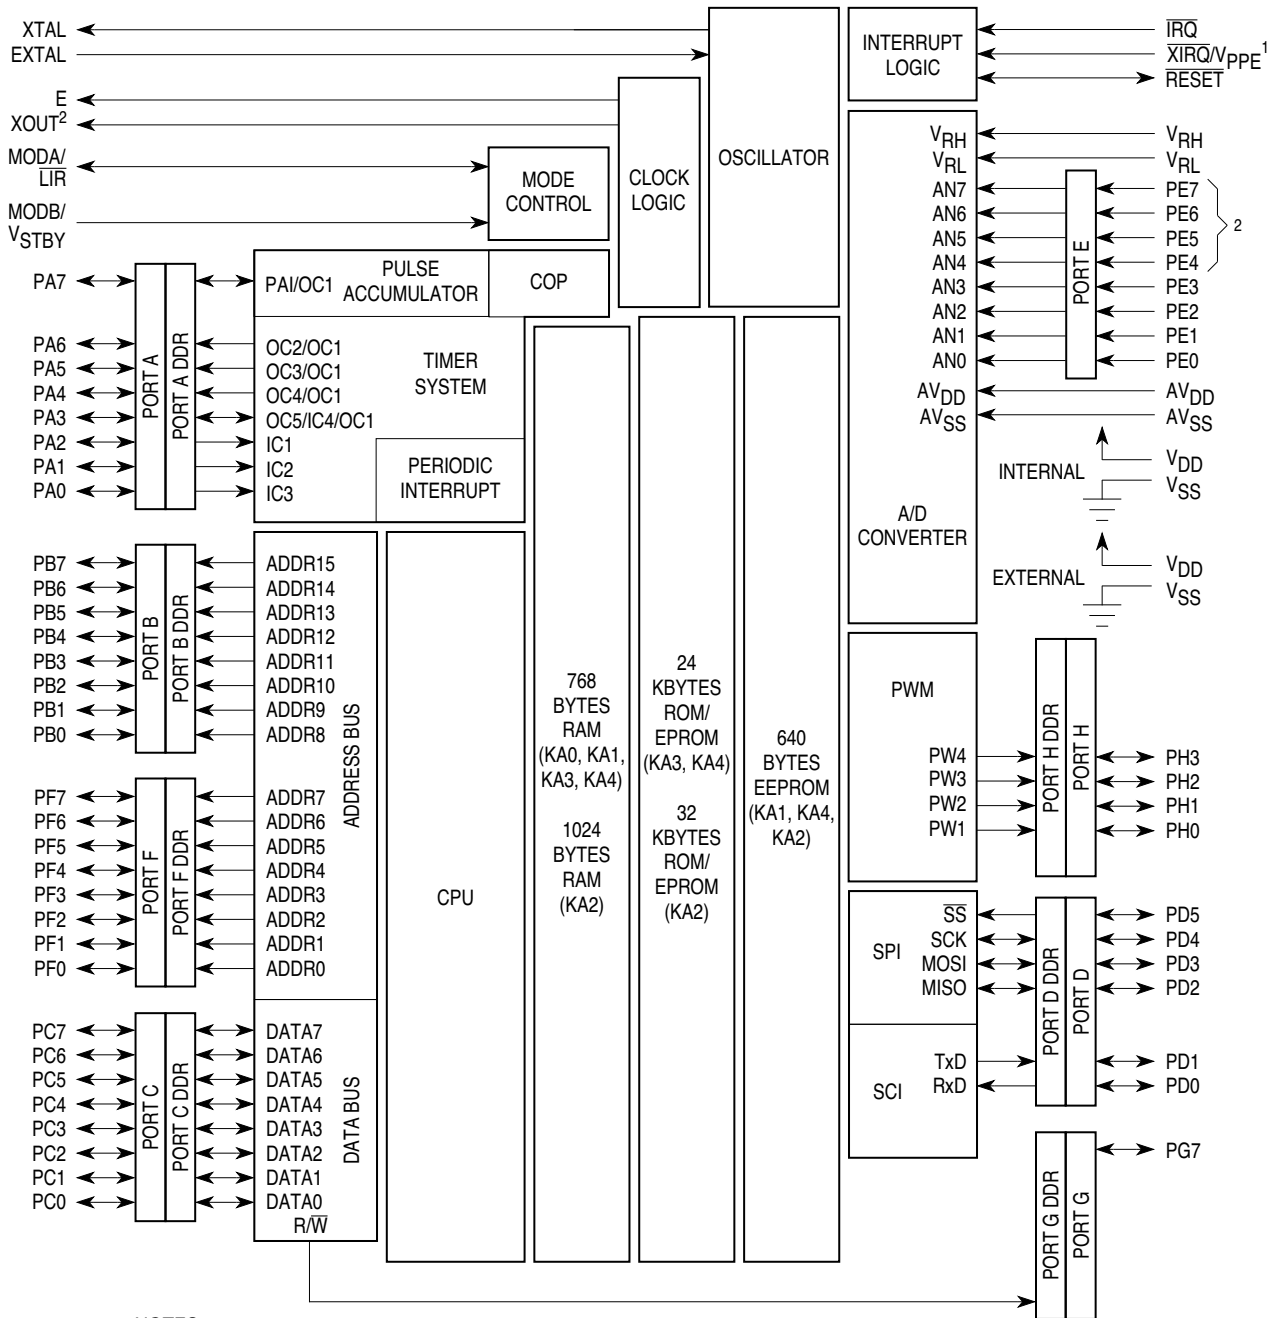 XTAL
EXTAL
E
XOUT2
MODA/
LIR
MODB/
VSTBY
MODE
CONTROL
CLOCK
LOGIC
OSCILLATOR
INTERRUPT
LOGIC
IRQ
XIRQ/VPPE1
RESET
PA7
PA6
PA5
PA4
PA3
PA2
PA1
PA0
PORT A
PORT A DDR
PAI/OC1
PULSE
ACCUMULATOR
COP
OC2/OC1
OC3/OC1
OC4/OC1
OC5/IC4/OC1
IC1
IC2
IC3
TIMER
SYSTEM
PERIODIC
INTERRUPT
VRH
VRL
AN7
AN6
AN5
AN4
AN3
AN2
AN1
AN0
AVDD
AVSS
A/D
CONVERTER
PORT E
VRH
VRL
PE7
PE6
PE5
PE4
PE3
PE2
PE1
PE0
2
AVDD
AVSS
INTERNAL
VDD
VSS
EXTERNAL
VDD
VSS
PB7
PB6
PB5
PB4
PB3
PB2
PB1
PB0
PORT B
PORT B DDR
ADDR15
ADDR14
ADDR13
ADDR12
ADDR11
ADDR10
ADDR9
ADDR8
ADDRESS BUS
PF7
PF6
PF5
PF4
PF3
PF2
PF1
PF0
PORT F
PORT F DDR
ADDR7
ADDR6
ADDR5
ADDR4
ADDR3
ADDR2
ADDR1
ADDR0
PC7
PC6
PC5
PC4
PC3
PC2
PC1
PC0
PORT C
PORT C DDR
DATA7
DATA6
DATA5
DATA4
DATA3
DATA2
DATA1
DATA0
R/W
DATA BUS
CPU
768
BYTES
RAM
(KA0, KA1,
KA3, KA4)
1024
BYTES
RAM
(KA2)
24
KBYTES
ROM/
EPROM
(KA3, KA4)
32
KBYTES
ROM/
EPROM
(KA2)
640
BYTES
EEPROM
(KA1, KA4,
KA2)
PWM
PW4
PW3
PW2
PW1
PORT H DDR
PORT H
PH3
PH2
PH1
PH0
SPI
SS
SCK
MOSI
MISO
SCI
TxD
RxD
PORT D DDR
PORT D
PD5
PD4
PD3
PD2
PD1
PD0
PORT G DDR
PORT G
PG7